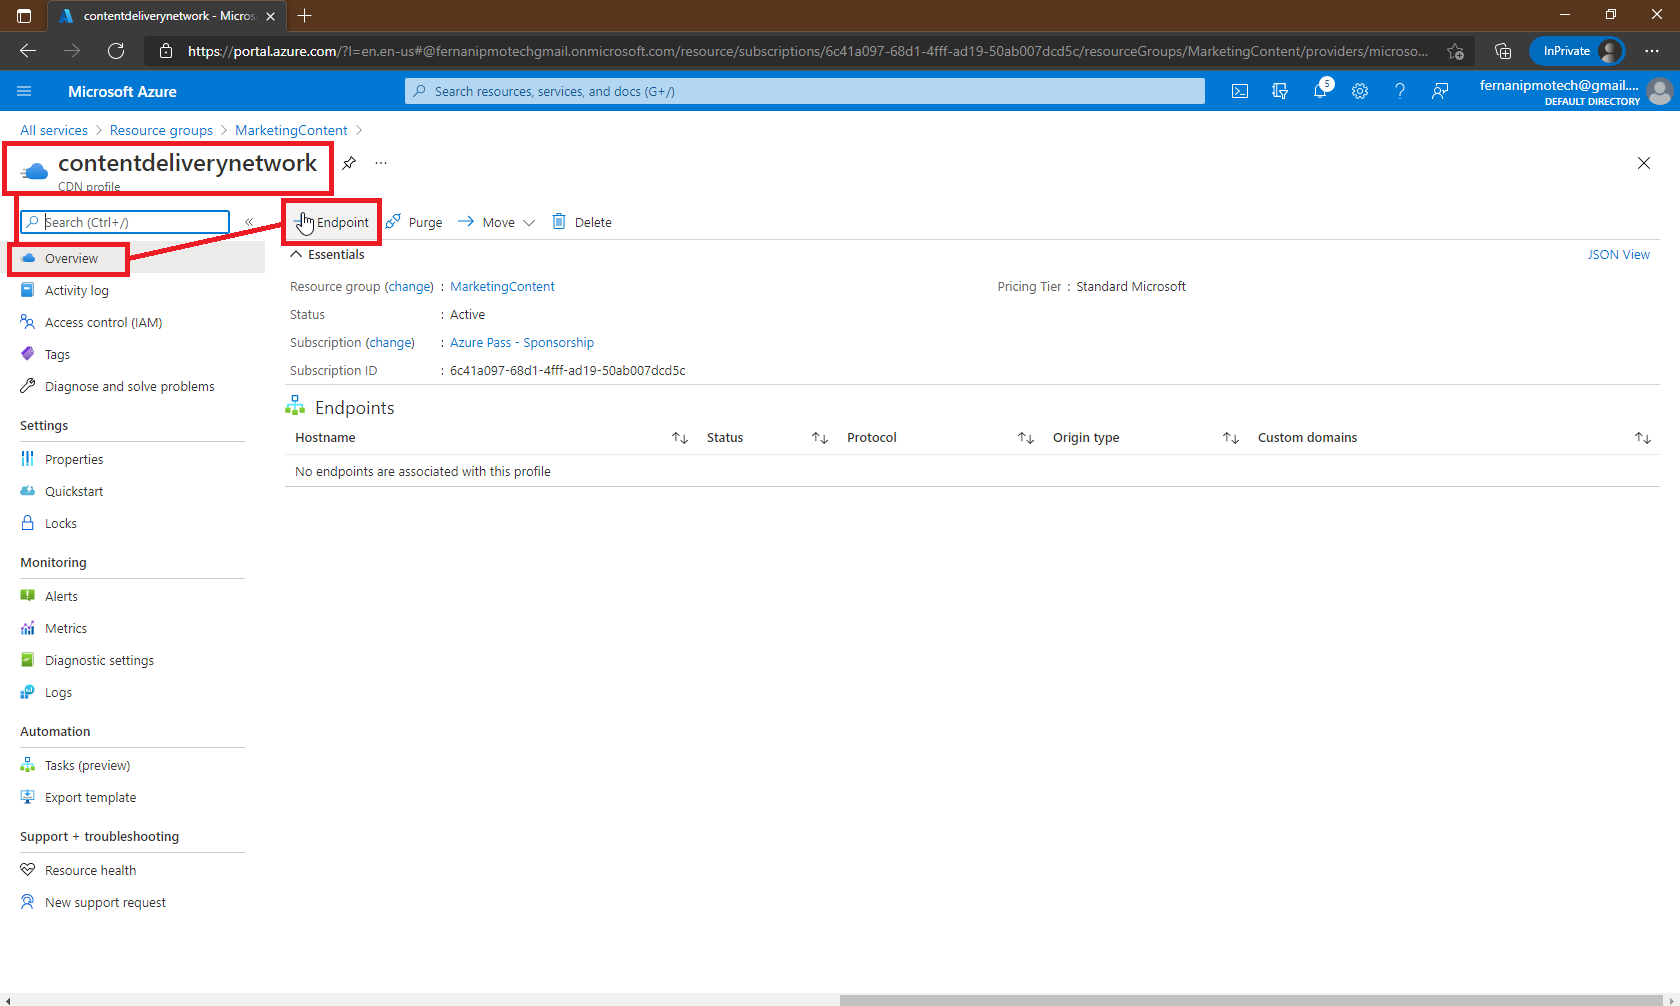 contentdeliverynetwork - Micros
https://portal.azure.com/?l=en.en-us#@fernanipmotechgmail.onmicrosoft.com/resource/subscriptions/6c41a097-68d1-4fff-ad19-50ab007dcd5c/resourceGroups/MarketingContent/providers/microso...
InPrivate
Microsoft Azure
Search resources, services, and docs (G+/)
5
fernanipmotech@gmail....
DEFAULT DIRECTORY
All services > Resource groups > MarketingContent >
contentdeliverynetwork
CDN profile
Search (Ctrl+/)
«
Endpoint
Purge
Move
Delete
Overview
Activity log
Access control (IAM)
Tags
Diagnose and solve problems
Settings
Properties
Quickstart
Locks
Monitoring
Alerts
Metrics
Diagnostic settings
Logs
Automation
Tasks (preview)
Export template
Support + troubleshooting
Resource health
New support request
Essentials
JSON View
Resource group (change) : MarketingContent
Pricing Tier : Standard Microsoft
Status : Active
Subscription (change) : Azure Pass - Sponsorship
Subscription ID : 6c41a097-68d1-4fff-ad19-50ab007dcd5c
Endpoints
Hostname Status Protocol Origin type Custom domains
No endpoints are associated with this profile